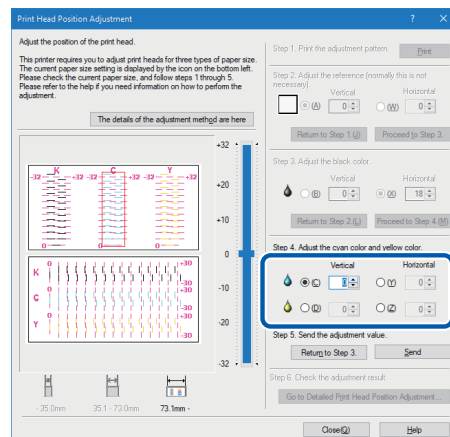 Print Head Position Adjustment
? ×
Adjust the position of the print head.
This printer requires you to adjust print heads for three types of paper size.
The current paper size setting is displayed by the icon on the bottom left.
Please check the current paper size, and follow steps 1 through 5.
Please refer to the help if you need information on how to perform the
adjustment.
The details of the adjustment method are here
K C Y
-32 +32 -32 +32 -32 +32
0 0 0
K 0 +30
-30
C 0 +30
-30
Y 0 +30
-30
+32
+20
+10
0
-10
-20
-32
- 35.0mm 35.1 - 73.0mm 73.1mm -
Step 1. Print the adjustment pattern. Print
Step 2. Adjust the reference (normally this is not
necessary).
Vertical Horizontal
(A) 0 (W) 0
Return to Step 1.(J) Proceed to Step 3.
Step 3. Adjust the black color.
Vertical Horizontal
(B) 0 (X) 18
Return to Step 2.(L) Proceed to Step 4.(M)
Step 4. Adjust the cyan color and yellow color.
Vertical Horizontal
(C) 0 (Y) 0
(D) 0 (Z) 0
Step 5. Send the adjustment value.
Return to Step 3. Send
Step 6. Check the adjustment result.
Go to Detailed Print Head Position Adjustment...
Close(Q) Help